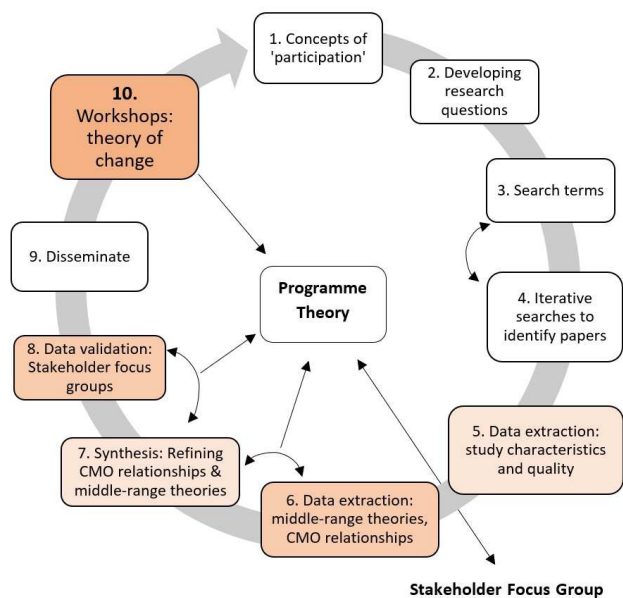 1. Concepts of
'participation'
2. Developing
research
questions
3. Search terms
4. Iterative
searches to
identify papers
5. Data extraction:
study characteristics
and quality
6. Data extraction:
middle-range theories,
CMO relationships
7. Synthesis: Refining
CMO relationships &
middle-range theories
8. Data validation:
Stakeholder focus
groups
9. Disseminate
10.
Workshops:
theory of
change
Programme
Theory
Stakeholder Focus Group